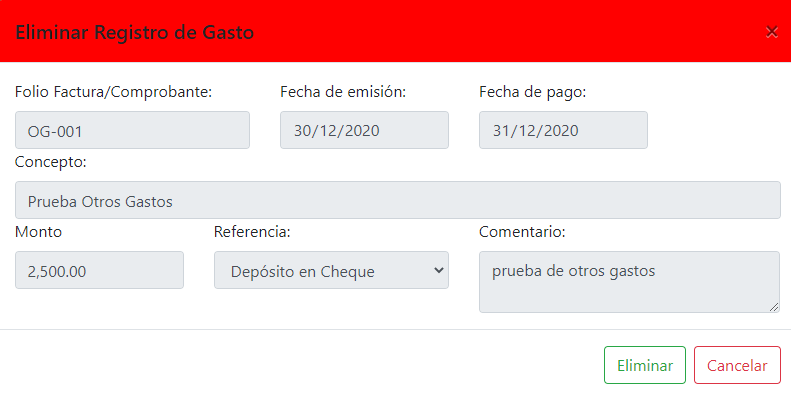 Eliminar Registro de Gasto ×
Folio Factura/Comprobante: Fecha de emisión: Fecha de pago:
OG-001 30/12/2020 31/12/2020
Concepto:
Prueba Otros Gastos
Monto Referencia: Comentario:
2,500.00 Depósito en Cheque prueba de otros gastos
Eliminar Cancelar